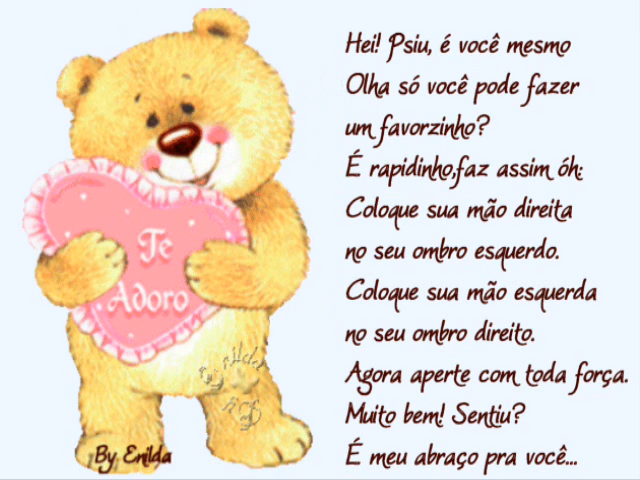 Hei! Psiu, é você mesmo
Olha só você pode fazer
um favorzinho?
É rapidinho,faz assim óh:
Coloque sua mão direita
no seu ombro esquerdo.
Coloque sua mão esquerda
no seu ombro direito.
Agora aperte com toda força.
Muito bem! Sentiu?
É meu abraço pra você...
Te
Adoro
By Enilda